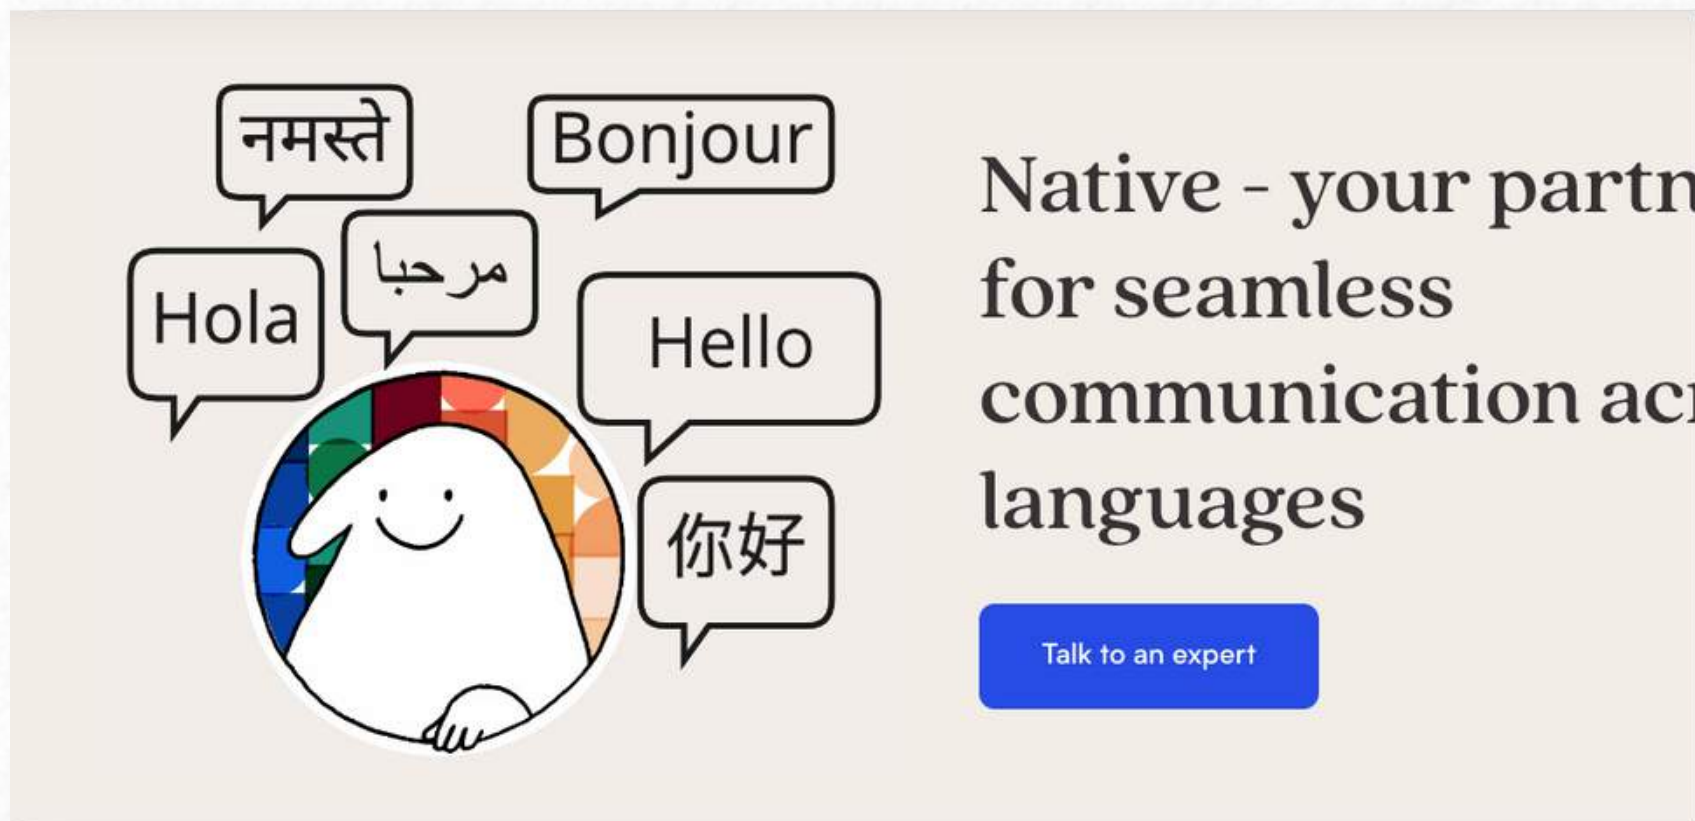 नमस्ते
Bonjour
مرحبا
Hola
Hello
你好
Native - your partn
for seamless
communication acr
languages
Talk to an expert